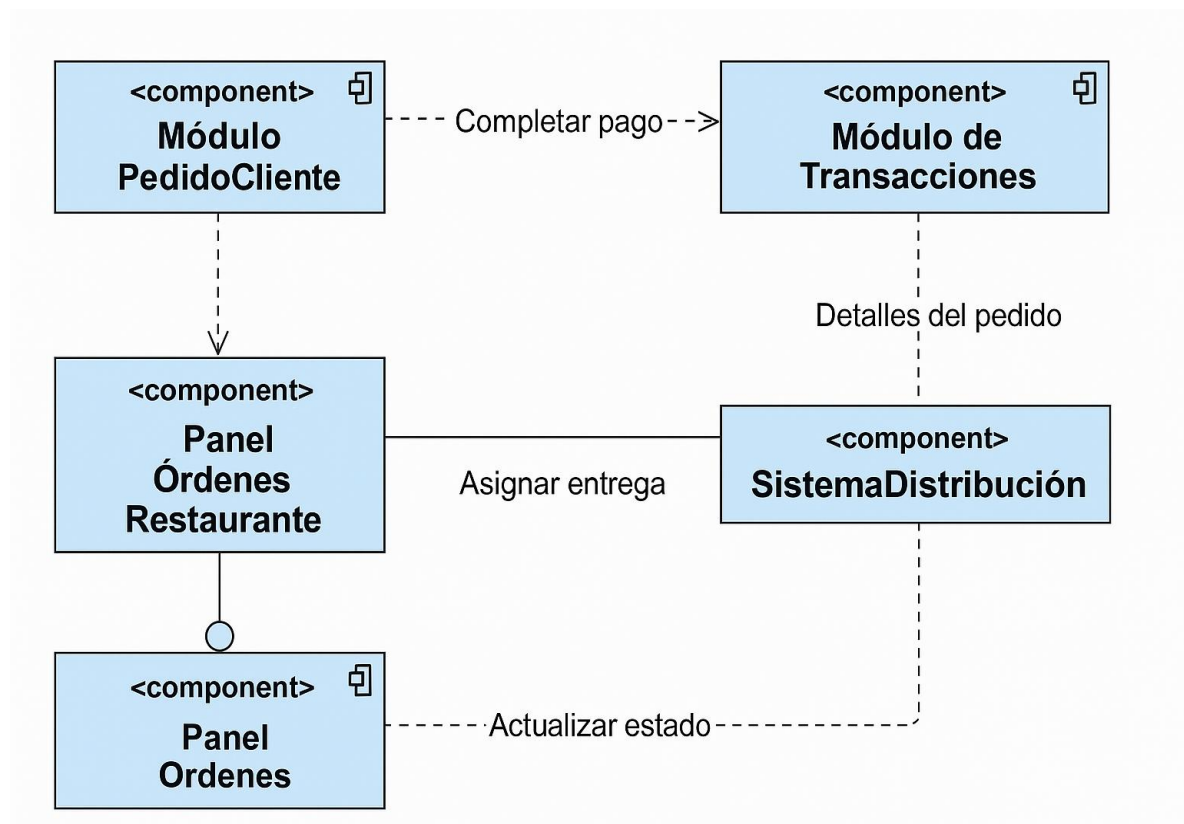 <component>
Módulo
PedidoCliente
Completar pago
<component>
Módulo de
Transacciones
Detalles del pedido
<component>
Panel
Órdenes
Restaurante
Asignar entrega
<component>
SistemaDistribución
<component>
Panel
Ordenes
Actualizar estado